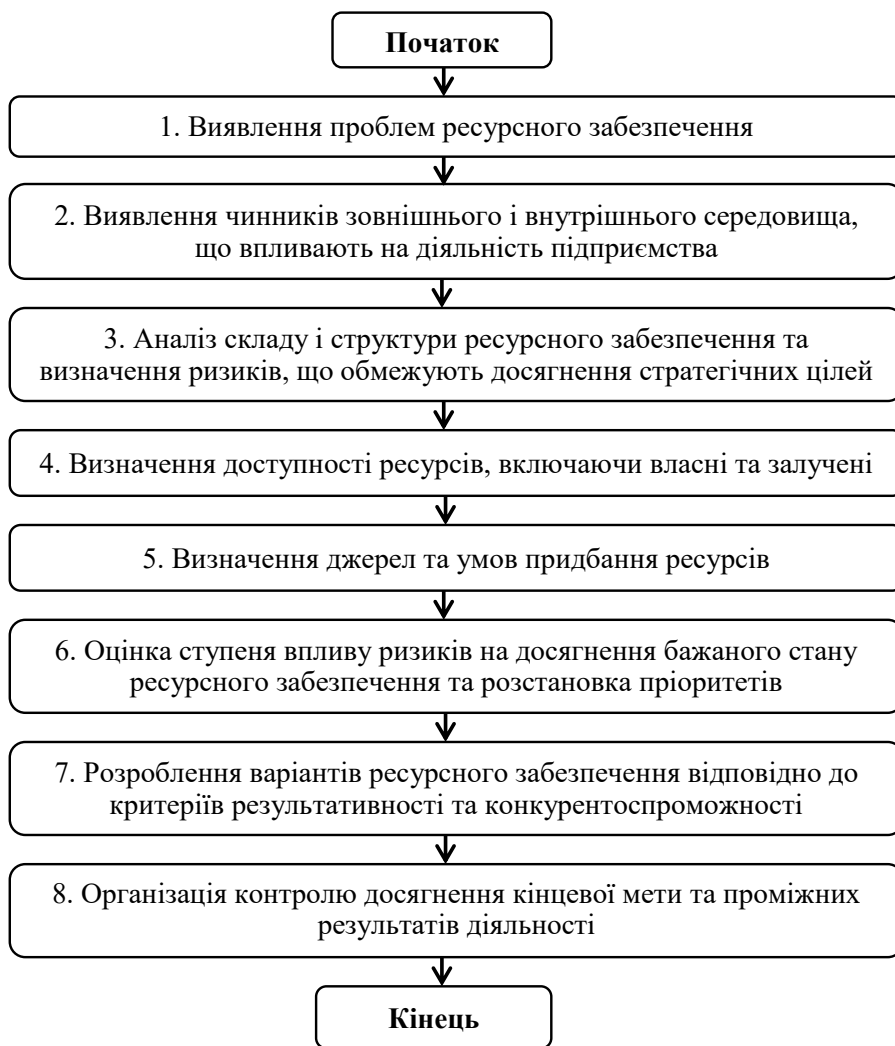 Початок
1. Виявлення проблем ресурсного забезпечення
2. Виявлення чинників зовнішнього і внутрішнього середовища,
що впливають на діяльність підприємства
3. Аналіз складу і структури ресурсного забезпечення та
визначення ризиків, що обмежують досягнення стратегічних цілей
4. Визначення доступності ресурсів, включаючи власні та залучені
5. Визначення джерел та умов придбання ресурсів
6. Оцінка ступеня впливу ризиків на досягнення бажаного стану
ресурсного забезпечення та розстановка пріоритетів
7. Розроблення варіантів ресурсного забезпечення відповідно до
критеріїв результативності та конкурентоспроможності
8. Організація контролю досягнення кінцевої мети та проміжних
результатів діяльності
Кінець